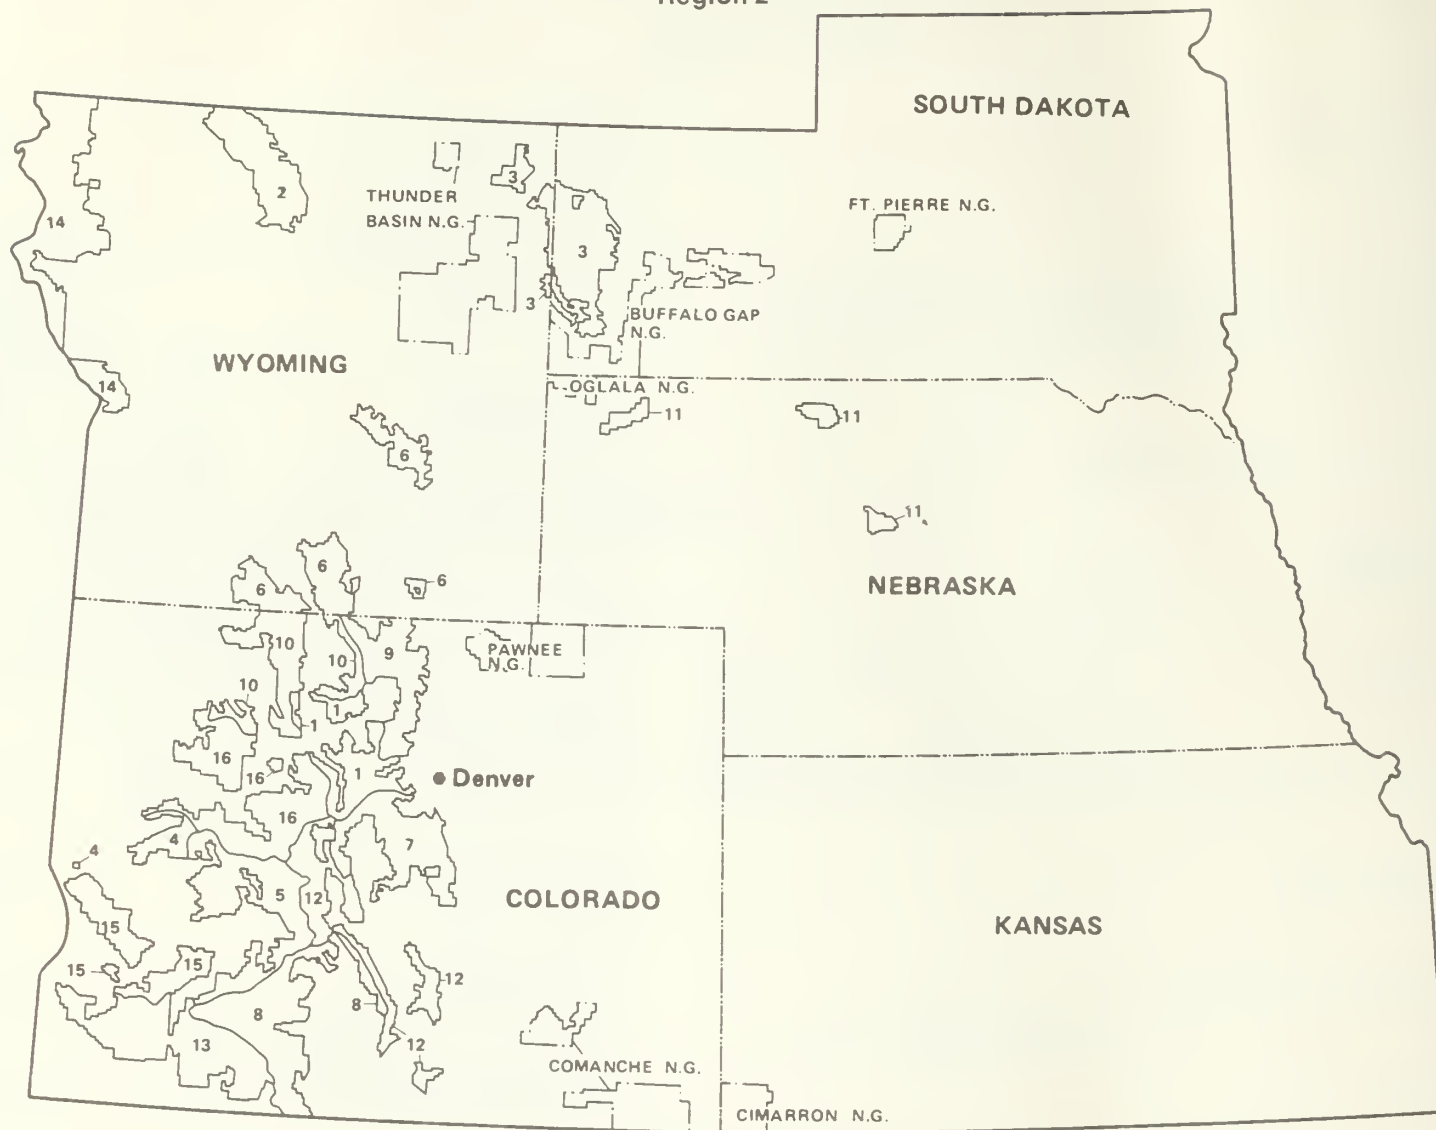 Region 2
SOUTH DAKOTA
2
THUNDER
BASIN N.G.
3
14
FT. PIERRE N.G.
3
3
BUFFALO GAP
N.G.
WYOMING
14
OGLALA N.G.
11
11
6
11
NEBRASKA
6
6
6
10
10
9
PAWNEE
N.G.
10
1
1
16
16
1
Denver
16
4
4
7
5
12
COLORADO
KANSAS
15
15
15
12
8
8
12
13
COMANCHE N.G.
CIMARRON N.G.